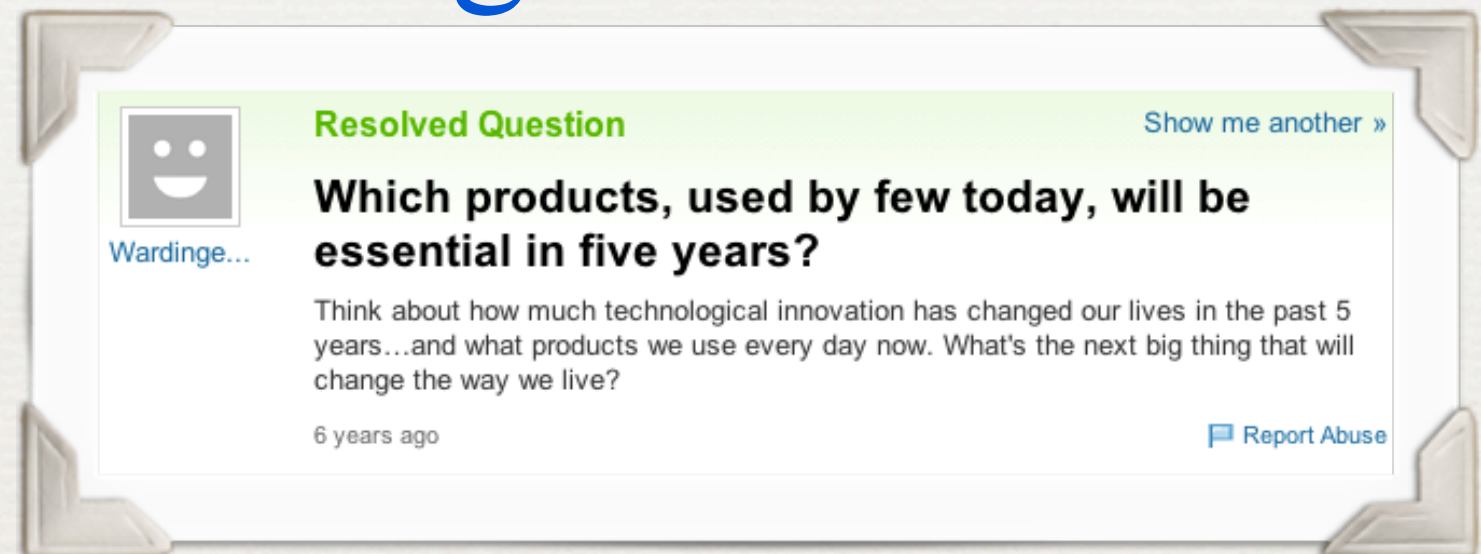 Resolved Question
Show me another »
Which products, used by few today, will be
essential in five years?
Wardinge...
Think about how much technological innovation has changed our lives in the past 5
years...and what products we use every day now. What's the next big thing that will
change the way we live?
6 years ago
Report Abuse